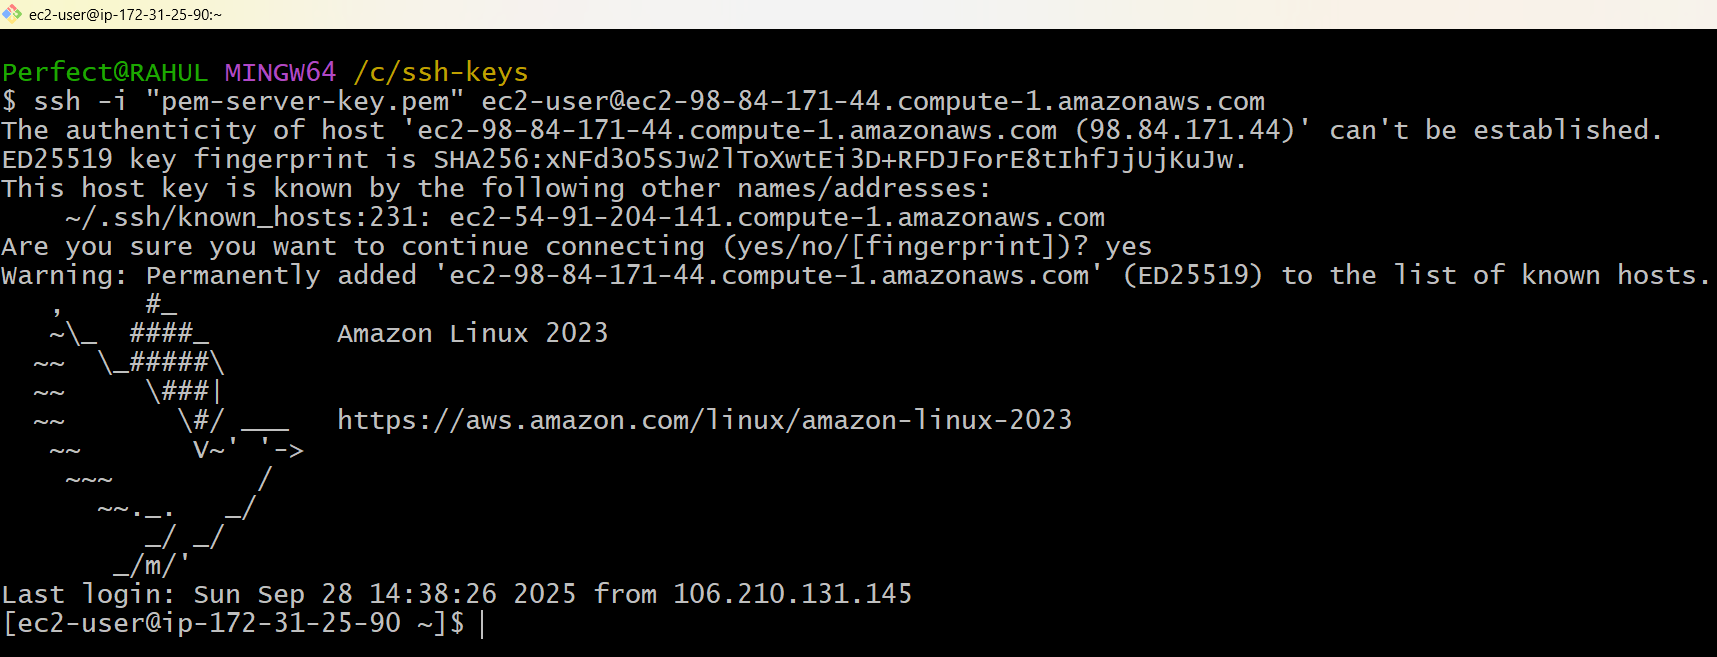 ec2-user@ip-172-31-25-90:~
Perfect@RAHUL MINGW64 /c/ssh-keys
$ ssh -i "pem-server-key.pem" ec2-user@ec2-98-84-171-44.compute-1.amazonaws.com
The authenticity of host 'ec2-98-84-171-44.compute-1.amazonaws.com (98.84.171.44)' can't be established.
ED25519 key fingerprint is SHA256:xNFd3O5SJw2lToXwtEi3D+RFDJForE8tIhfJjUjKuJw.
This host key is known by the following other names/addresses:
    ~/.ssh/known_hosts:231: ec2-54-91-204-141.compute-1.amazonaws.com
Are you sure you want to continue connecting (yes/no/[fingerprint])? yes
Warning: Permanently added 'ec2-98-84-171-44.compute-1.amazonaws.com' (ED25519) to the list of known hosts.
   ,     #_
   ~\_  ####_        Amazon Linux 2023
  ~~  \_#####\
  ~~     \###|
  ~~       \#/ ___   https://aws.amazon.com/linux/amazon-linux-2023
   ~~       V~' '->
    ~~~         /
      ~~._.   _/
         _/ _/
       _/m/'
Last login: Sun Sep 28 14:38:26 2025 from 106.210.131.145
[ec2-user@ip-172-31-25-90 ~]$